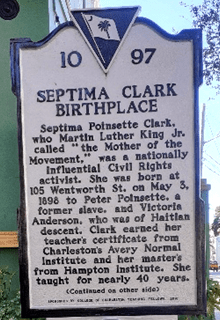 10 97
SEPTIMA CLARK
BIRTHPLACE
Septima Poinsette Clark,
who Martin Luther King Jr.
called "the Mother of the
Movement," was a nationally
influential Civil Rights
activist. She was born at
105 Wentworth St. on May 3,
1898 to Peter Poinsette, a
former slave, and Victoria
Anderson, who was of Haitian
descent. Clark earned her
teacher's certificate from
Charleston's Avery Normal
Institute and her master's
from Hampton Institute. She
taught for nearly 40 years.
(Continued on other side)
COLLEGE OF CHARLESTON